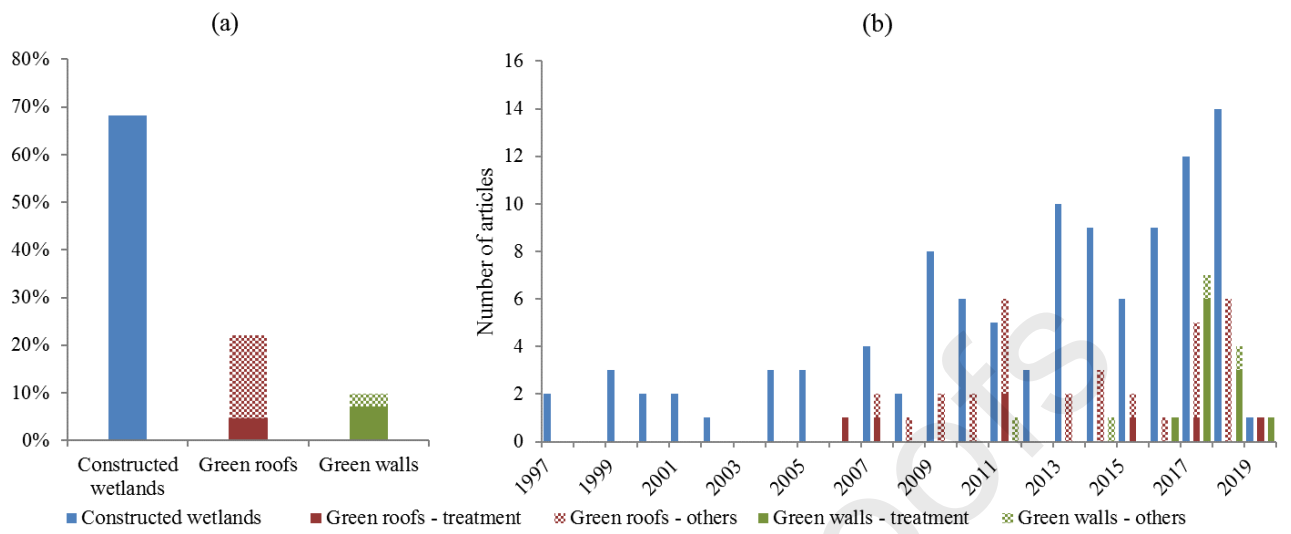 (a)
80%
70%
60%
50%
40%
30%
20%
10%
0%
Constructed wetlands
Green roofs
Green walls
(b)
Number of articles
16
14
12
10
8
6
4
2
0
1997
1999
2001
2003
2005
2007
2009
2011
2013
2015
2017
2019
Constructed wetlands
Green roofs - treatment
Green roofs - others
Green walls - treatment
Green walls - others
oofs